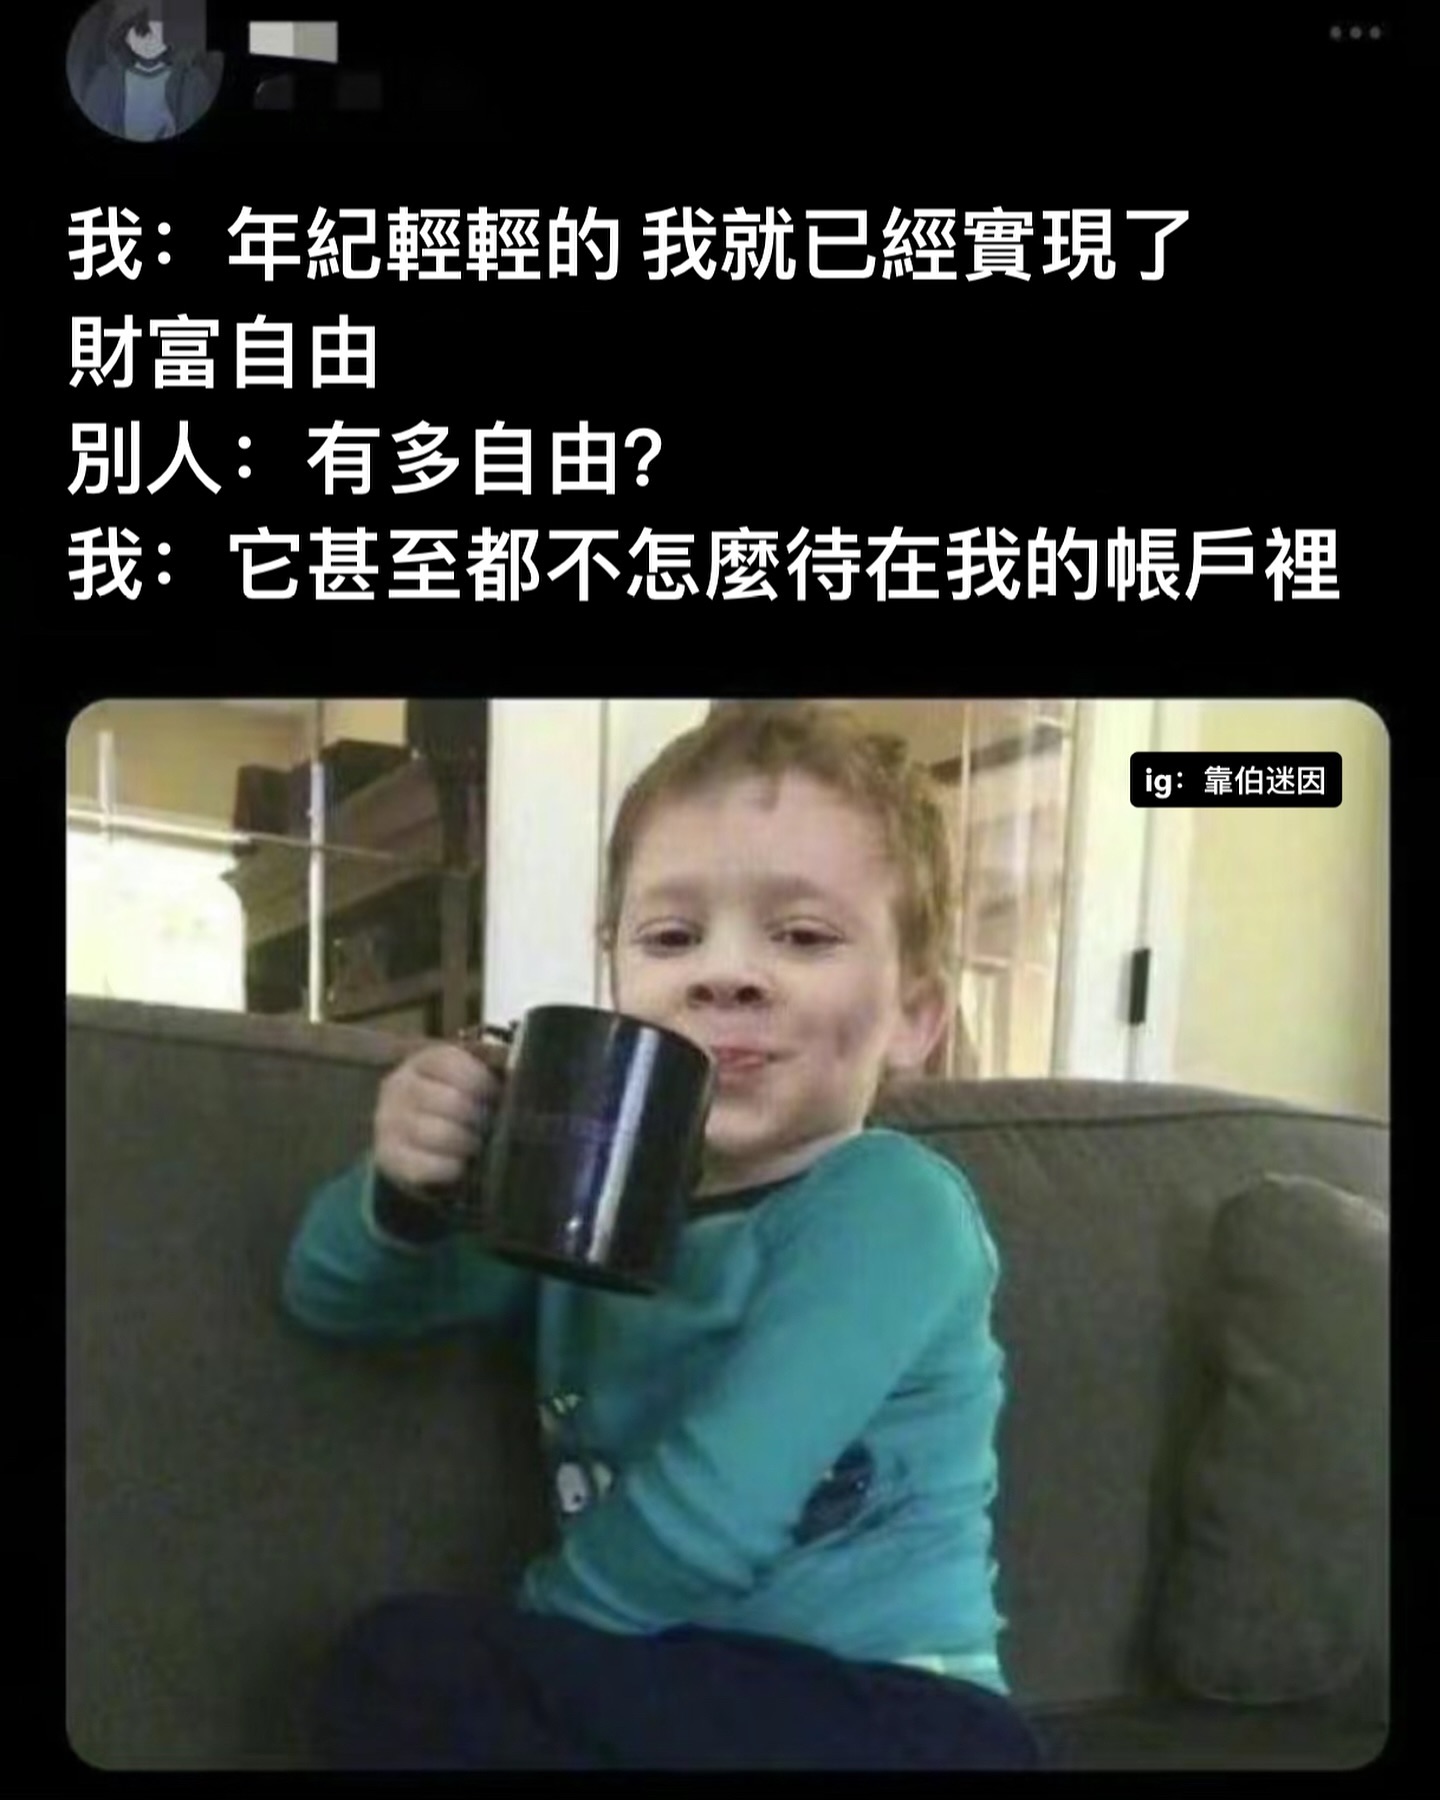 我：年紀輕輕的 我就已經實現了
財富自由
別人：有多自由？
我：它甚至都不怎麼待在我的帳戶裡
ig：靠伯迷因